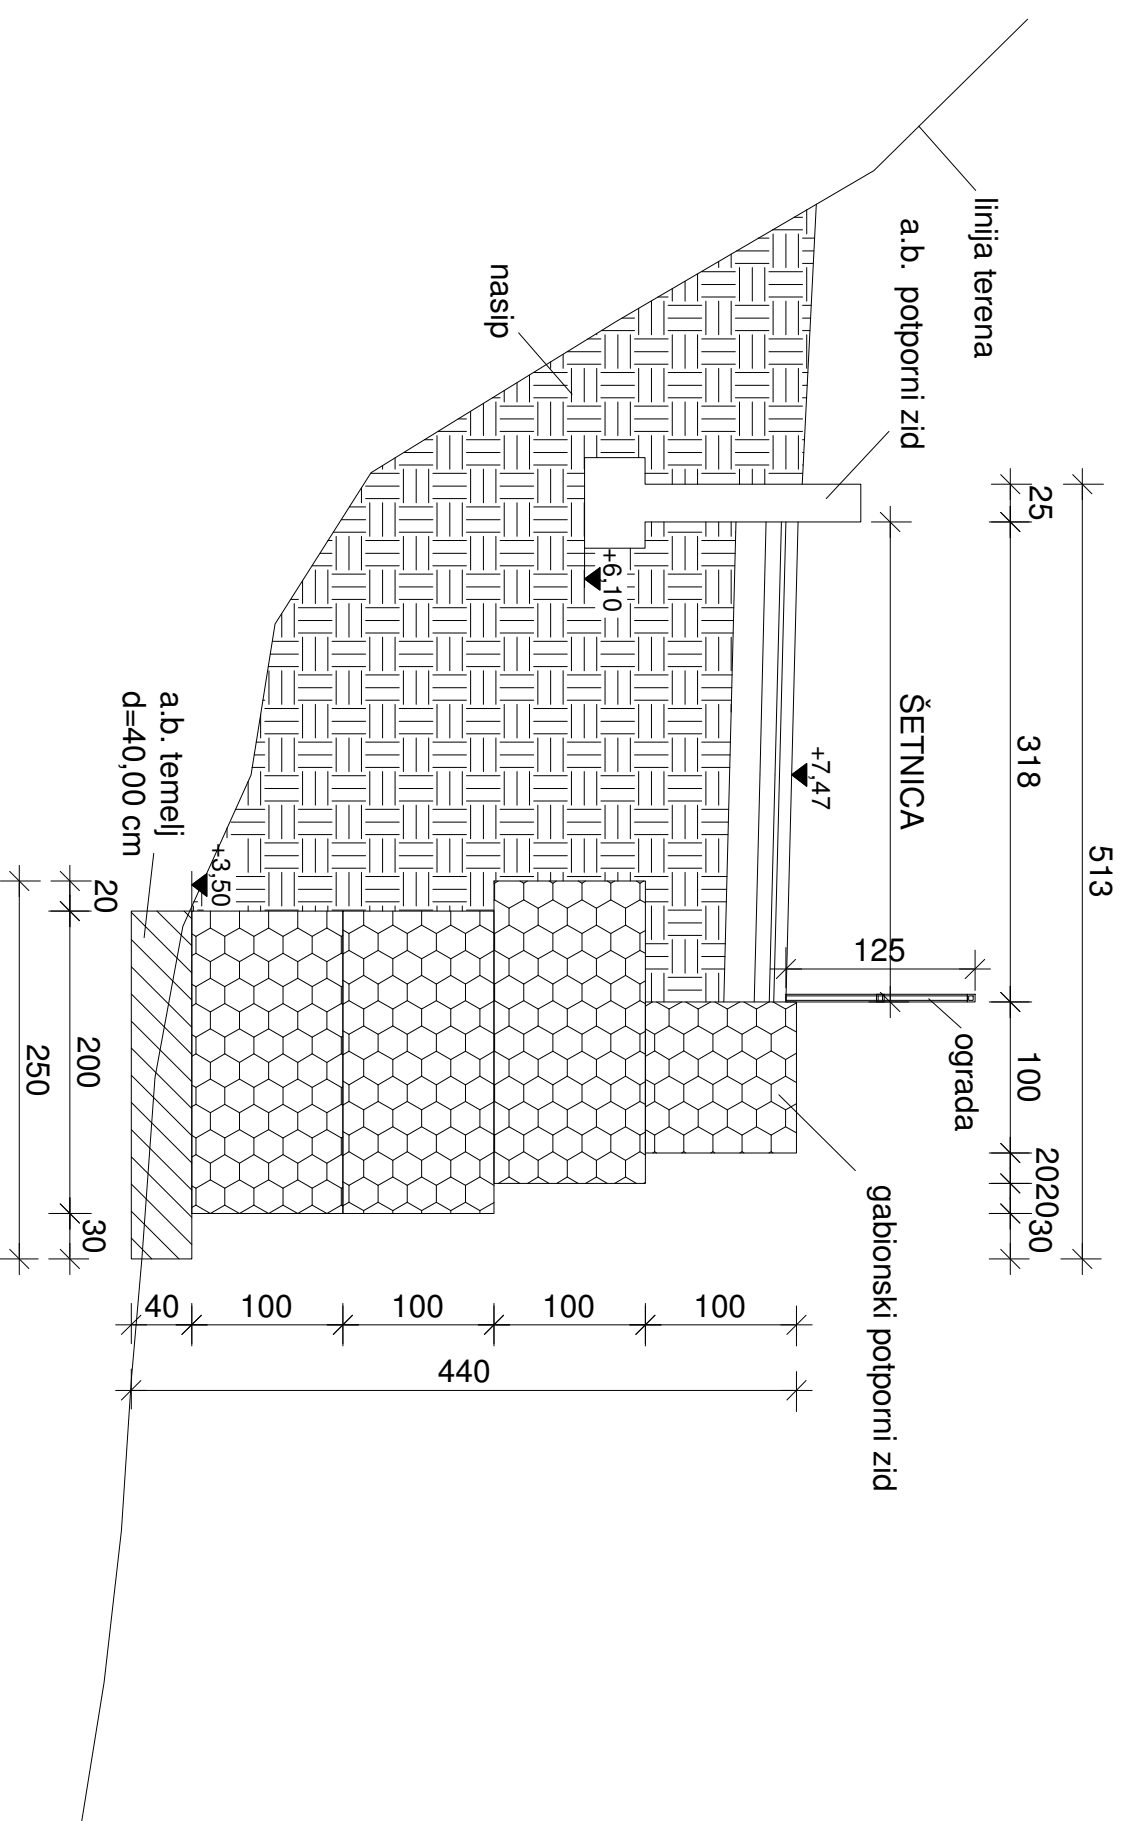 513
25
318
100
20
20
30
linija terena
a.b. potporni zid
ŠETNICA
125
ograda
gabionski potporni zid
+7,47
nasip
+6,10
+3,50
a.b. temelj
d=40,00 cm
100
100
100
100
40
440
20
200
30
250